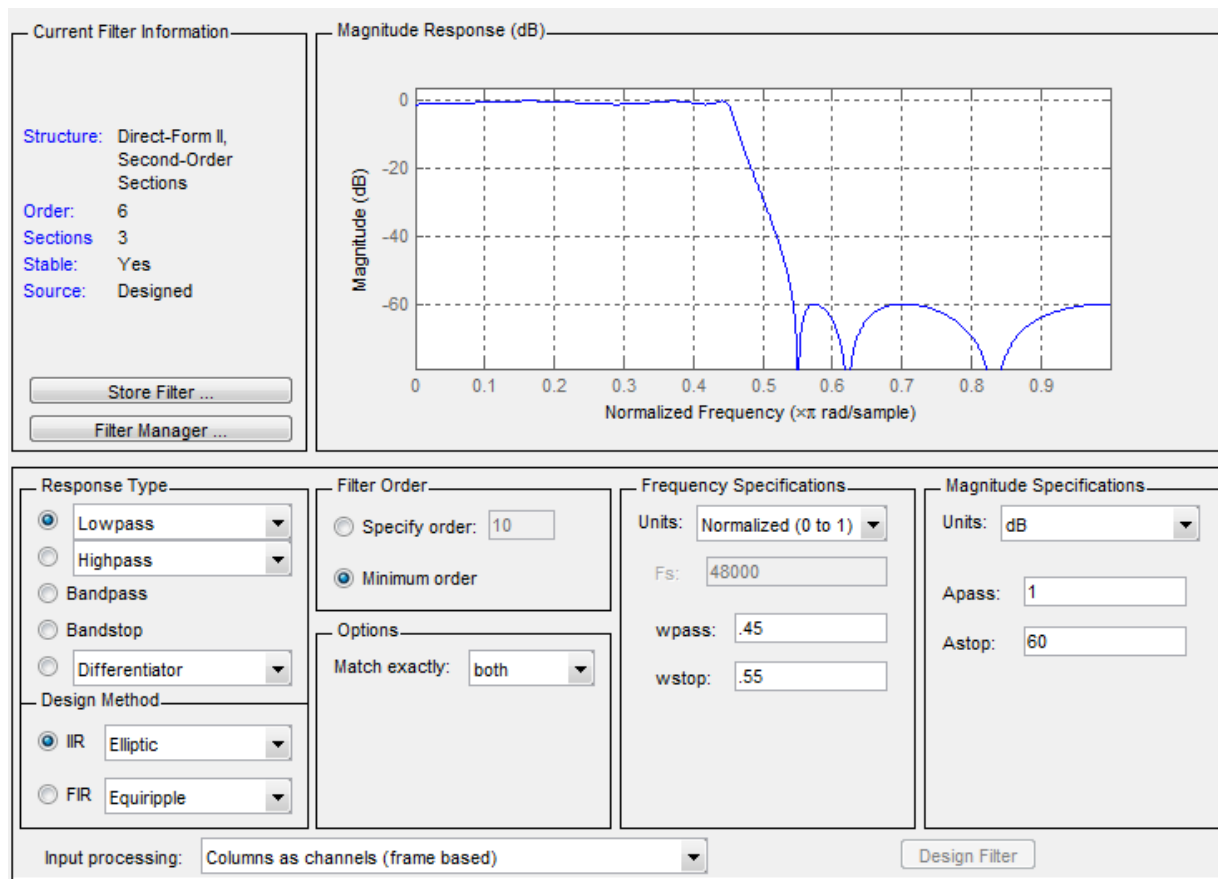 Current Filter Information
Structure: Direct-Form II,
Second-Order
Sections
Order: 6
Sections 3
Stable: Yes
Source: Designed
Store Filter ...
Filter Manager ...
Magnitude Response (dB)
Magnitude (dB)
0
-20
-40
-60
0 0.1 0.2 0.3 0.4 0.5 0.6 0.7 0.8 0.9
Normalized Frequency (×π rad/sample)
Response Type
Lowpass
Highpass
Bandpass
Bandstop
Differentiator
Design Method
IIR Elliptic
FIR Equiripple
Filter Order
Specify order: 10
Minimum order
Options
Match exactly: both
Frequency Specifications
Units: Normalized (0 to 1)
Fs: 48000
wpass: .45
wstop: .55
Magnitude Specifications
Units: dB
Apass: 1
Astop: 60
Input processing: Columns as channels (frame based)
Design Filter